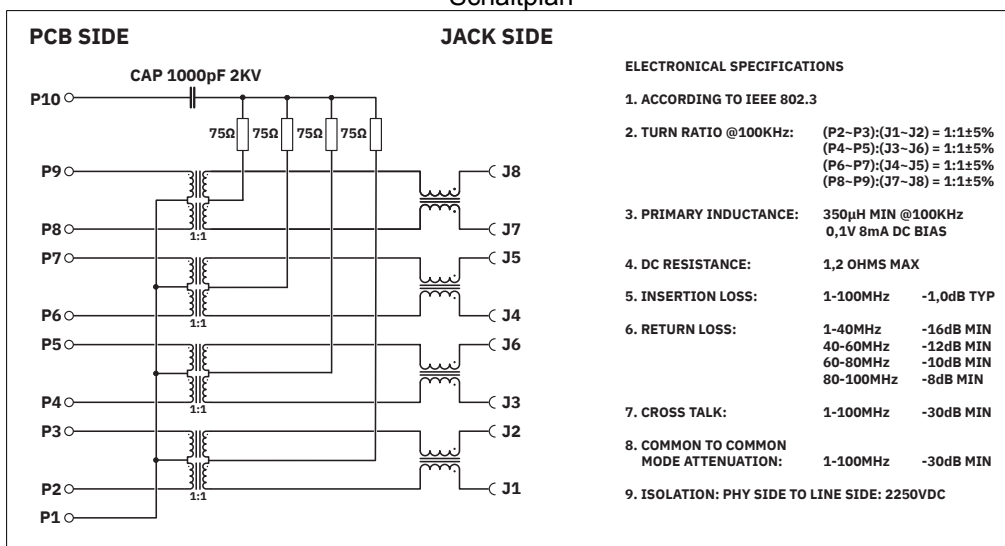 Schaltplan
PCB SIDE
JACK SIDE
CAP 1000pF 2KV
P10
75Ω 75Ω 75Ω 75Ω
P9
J8
P8
J7
1:1
P7
J5
P6
J4
1:1
P5
J6
P4
J3
1:1
P3
J2
P2
J1
1:1
P1
ELECTRONICAL SPECIFICATIONS
1. ACCORDING TO IEEE 802.3
2. TURN RATIO @100KHz: (P2~P3):(J1~J2) = 1:1±5%
(P4~P5):(J3~J6) = 1:1±5%
(P6~P7):(J4~J5) = 1:1±5%
(P8~P9):(J7~J8) = 1:1±5%
3. PRIMARY INDUCTANCE: 350µH MIN @100KHz
0,1V 8mA DC BIAS
4. DC RESISTANCE: 1,2 OHMS MAX
5. INSERTION LOSS: 1-100MHz -1,0dB TYP
6. RETURN LOSS: 1-40MHz -16dB MIN
40-60MHz -12dB MIN
60-80MHz -10dB MIN
80-100MHz -8dB MIN
7. CROSS TALK: 1-100MHz -30dB MIN
8. COMMON TO COMMON
MODE ATTENUATION: 1-100MHz -30dB MIN
9. ISOLATION: PHY SIDE TO LINE SIDE: 2250VDC